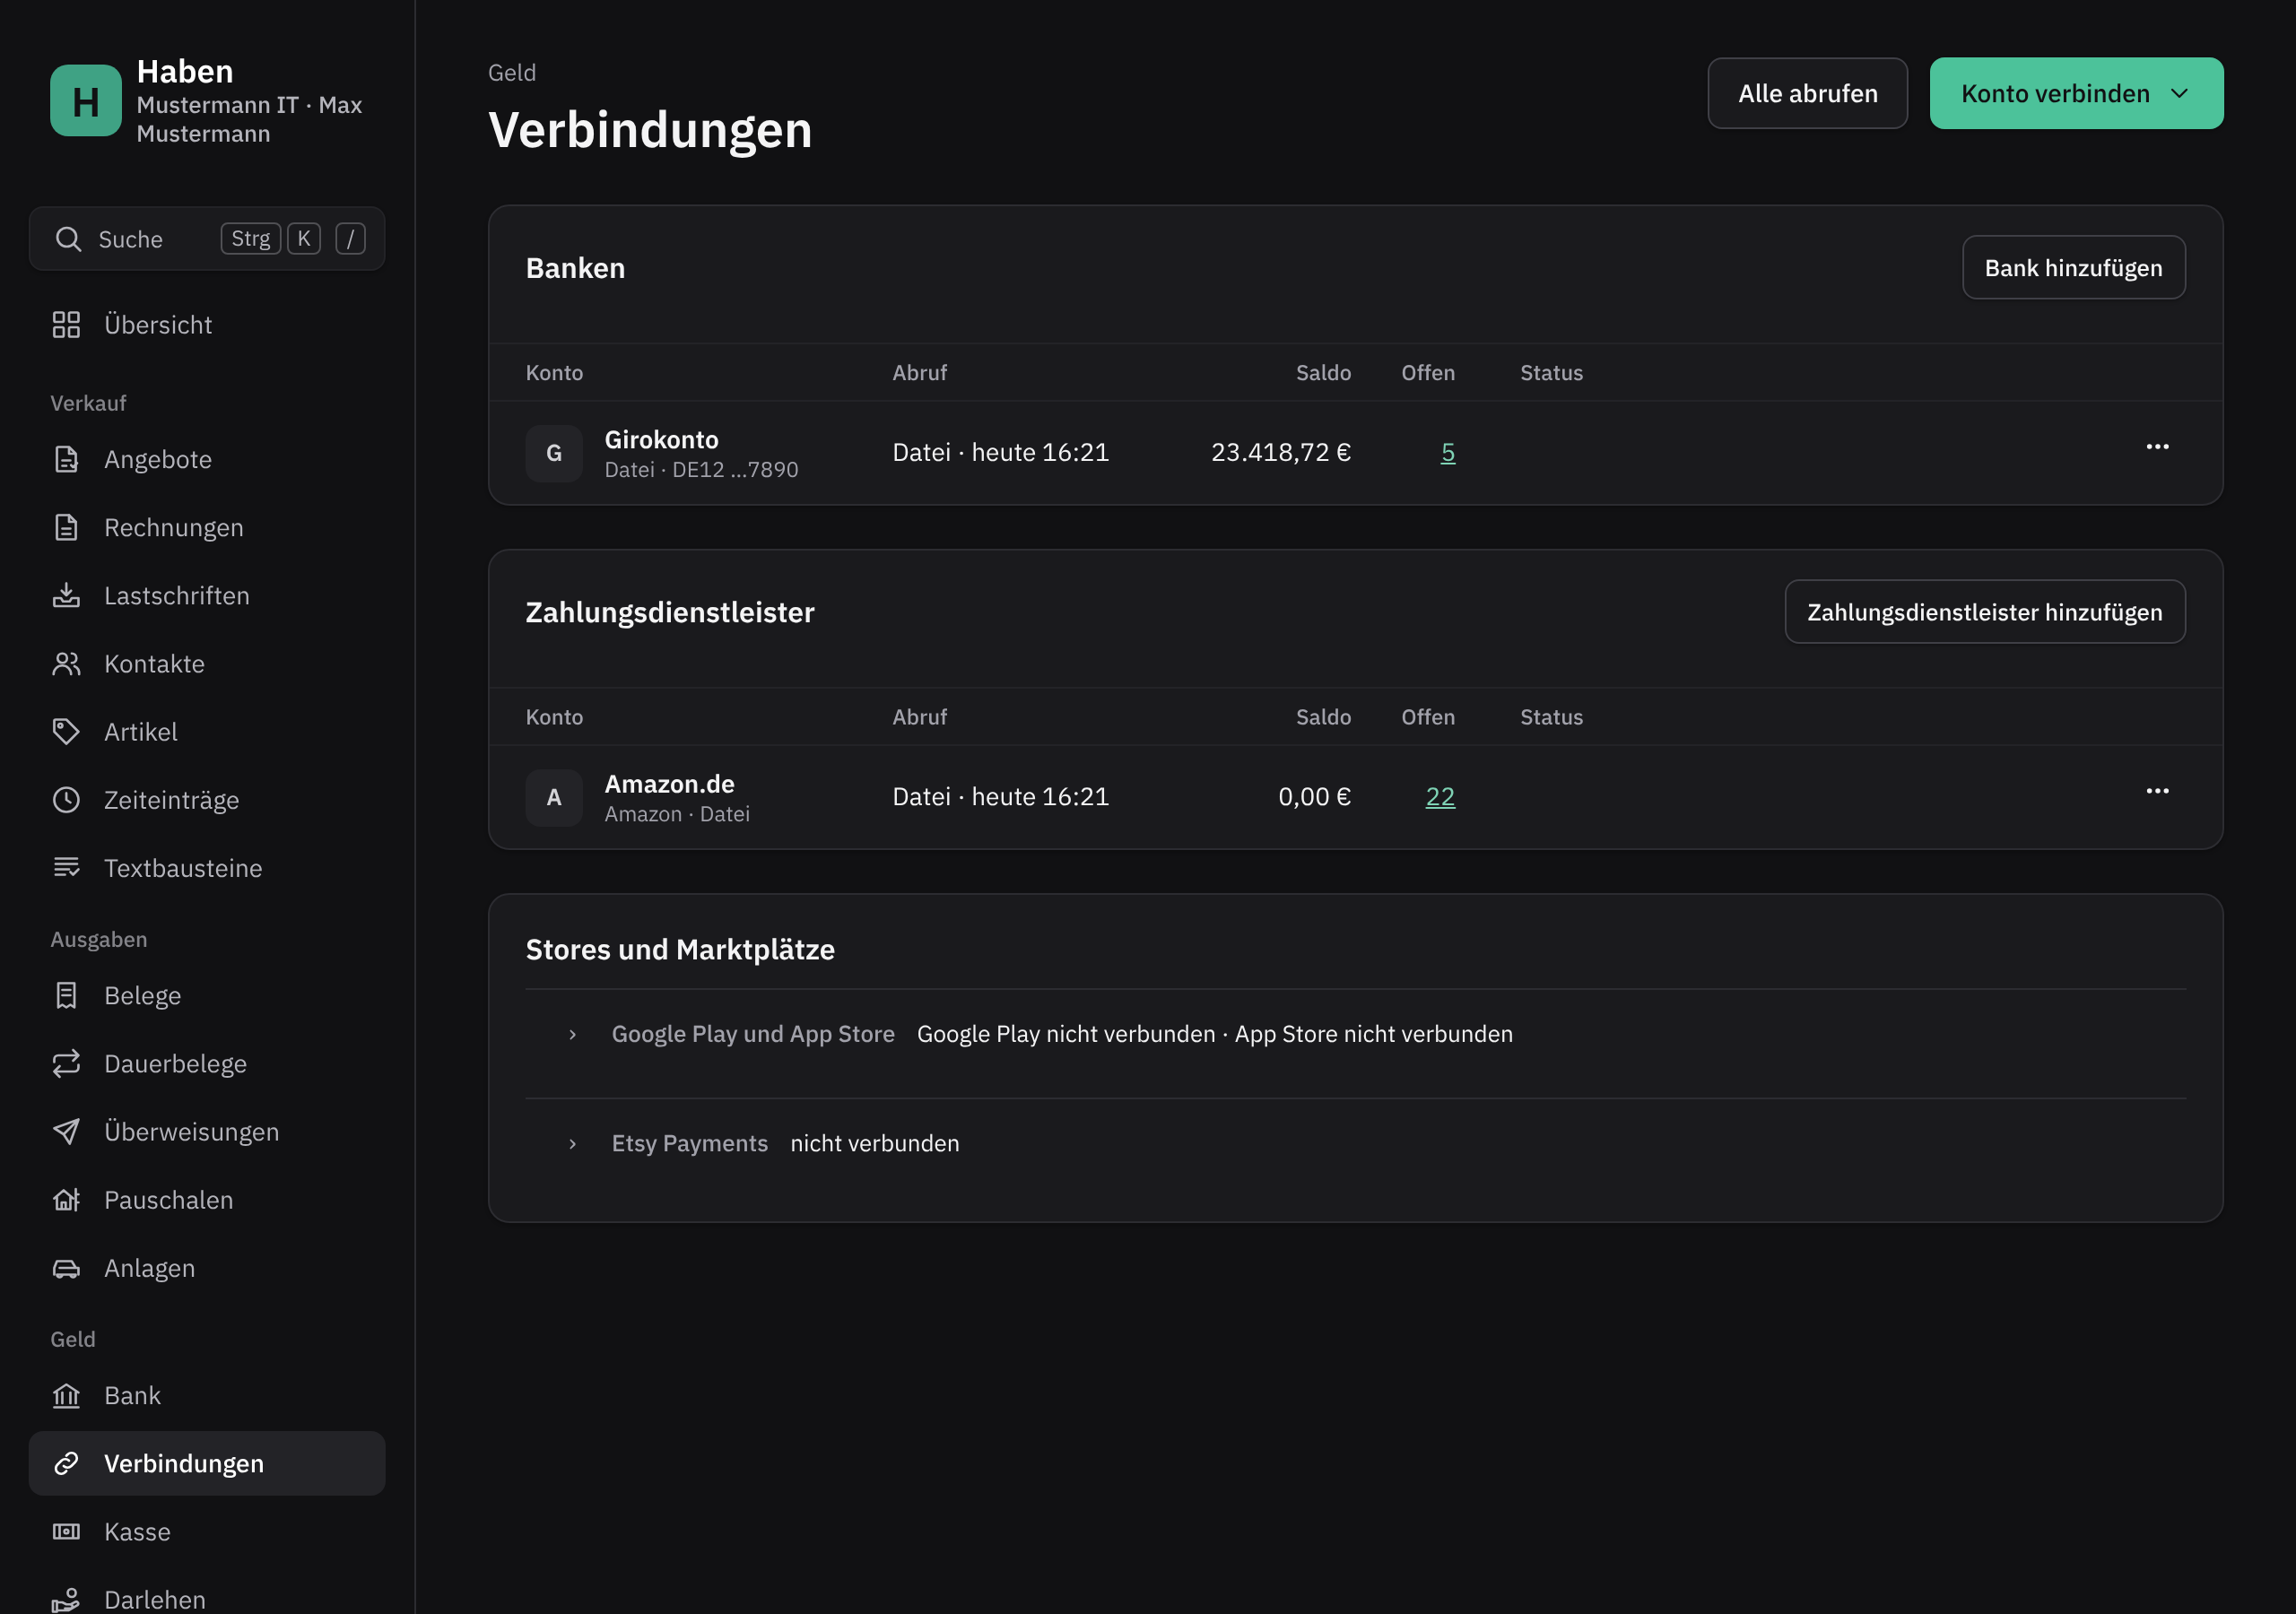 H
Haben
Mustermann IT · Max
Mustermann
Suche Strg K /
Übersicht
Verkauf
Angebote
Rechnungen
Lastschriften
Kontakte
Artikel
Zeiteinträge
Textbausteine
Ausgaben
Belege
Dauerbelege
Überweisungen
Pauschalen
Anlagen
Geld
Bank
Verbindungen
Kasse
Darlehen
Geld
Verbindungen
Alle abrufen
Konto verbinden
Banken
Bank hinzufügen
Konto Abruf Saldo Offen Status
G Girokonto Datei · heute 16:21 23.418,72 € 5 ...
Datei · DE12 ...7890
Zahlungsdienstleister
Zahlungsdienstleister hinzufügen
Konto Abruf Saldo Offen Status
A Amazon.de Datei · heute 16:21 0,00 € 22 ...
Amazon · Datei
Stores und Marktplätze
Google Play und App Store Google Play nicht verbunden · App Store nicht verbunden
Etsy Payments nicht verbunden